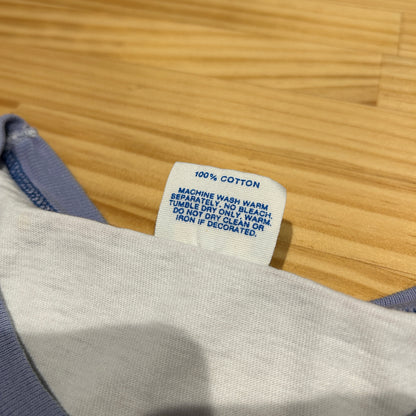 100% COTTON
MACHINE WASH WARM
SEPARATELY. NO BLEACH.
TUMBLE DRY ONLY. WARM.
DO NOT DRY CLEAN OR
IRON IF DECORATED.